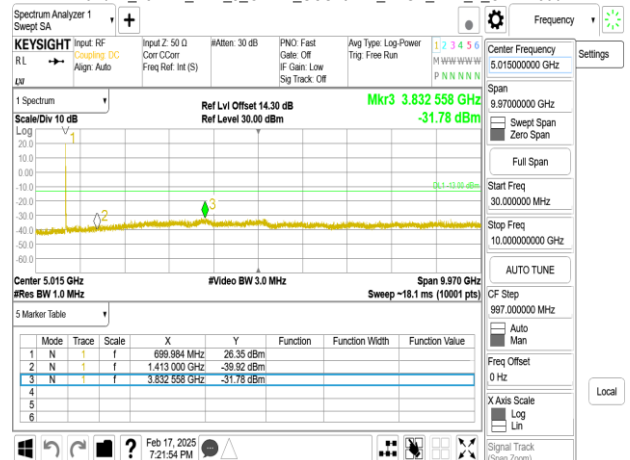 Spectrum Analyzer 1
Swept SA
Frequency
KEYSIGHT Input: RF Input Z: 50 Ω #Atten: 30 dB PNO: Fast Avg Type: Log-Power 1 2 3 4 5 6
RL Coupling: DC Corr CCorr Gate: Off Trig: Free Run M W W W W W
Align: Auto Freq Ref: Int (S) IF Gain: Low P N N N N N
Sig Track: Off
Center Frequency
5.015000000 GHz
Settings
Span
9.97000000 GHz
Swept Span
Zero Span
Full Span
Start Freq
30.000000 MHz
Stop Freq
10.000000000 GHz
AUTO TUNE
CF Step
997.000000 MHz
Auto
Man
Freq Offset
0 Hz
X Axis Scale
Log
Lin
Signal Track
(Span Zoom)
Local
1 Spectrum
Ref Lvl Offset 14.30 dB
Mkr3 3.832 558 GHz
Scale/Div 10 dB
Ref Level 30.00 dBm
-31.78 dBm
Log
20.0
10.0
0.00
-10.0
-20.0
-30.0
-40.0
-50.0
-60.0
1
2
3
DL1 -13.00 dBm
Center 5.015 GHz #Video BW 3.0 MHz Span 9.970 GHz
#Res BW 1.0 MHz Sweep ~18.1 ms (10001 pts)
5 Marker Table
Mode Trace Scale X Y Function Function Width Function Value
1 N 1 f 699.984 MHz 26.35 dBm
2 N 1 f 1.413 000 GHz -39.92 dBm
3 N 1 f 3.832 558 GHz -31.78 dBm
4
5
6
? Feb 17, 2025
7:21:54 PM